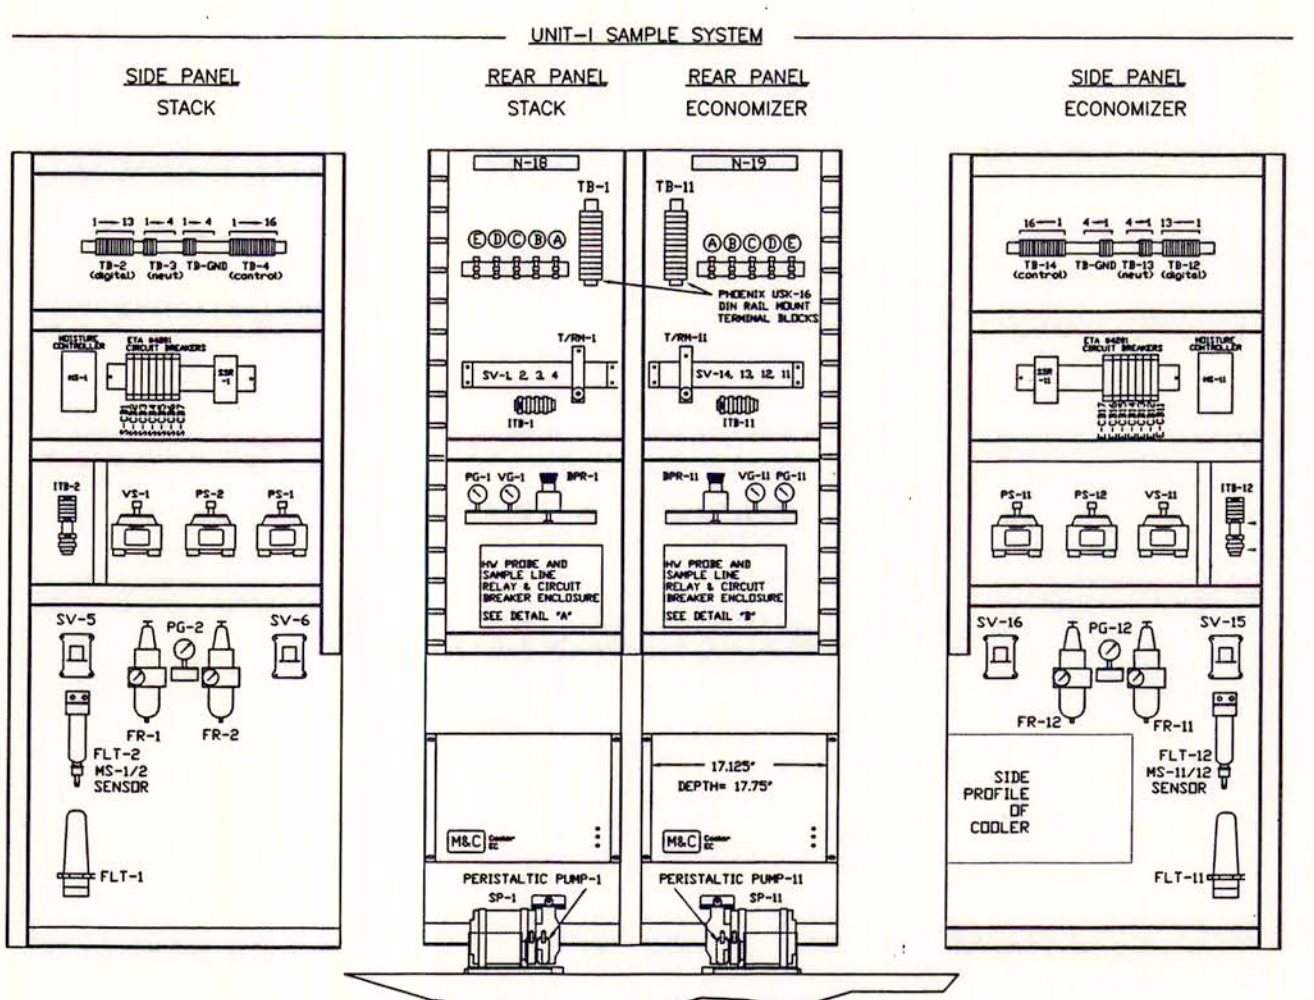 UNIT-I SAMPLE SYSTEM
SIDE PANEL
STACK
REAR PANEL
STACK
REAR PANEL
ECONOMIZER
SIDE PANEL
ECONOMIZER
1 13 1 4 1 4 1 16
TB-2
(digital)
TB-3
(neut)
TB-GND
TB-4
(control)
MOISTURE
CONTROLLER
MS-1
ETA
CIRCUIT BREAKERS
SSR
-1
ITB-2
VS-1
PS-2
PS-1
SV-5
PG-2
SV-6
FR-1
FR-2
FLT-2
MS-1/2
SENSOR
FLT-1
N-18
TB-1
E D C B A
T/RM-1
SV-1, 2, 3, 4
ITB-1
PG-1 VG-1 BPR-1
HW PROBE AND
SAMPLE LINE
RELAY & CIRCUIT
BREAKER ENCLOSURE
SEE DETAIL "A"
M&C Cooler
EC
PERISTALTIC PUMP-1
SP-1
N-19
TB-11
A B C D E
PHOENIX USK-16
DIN RAIL MOUNT
TERMINAL BLOCKS
T/RM-11
SV-14, 13, 12, 11
ITB-11
BPR-11 VG-11 PG-11
HW PROBE AND
SAMPLE LINE
RELAY & CIRCUIT
BREAKER ENCLOSURE
SEE DETAIL "B"
17.125"
DEPTH= 17.75"
M&C Cooler
EC
PERISTALTIC PUMP-11
SP-11
16 1 4 1 4 1 13 1
TB-14
(control)
TB-GND
TB-13
(neut)
TB-12
(digital)
ETA
CIRCUIT BREAKERS
MOISTURE
CONTROLLER
SSR
-11
MS-11
PS-11
PS-12
VS-11
ITB-12
SV-16
PG-12
SV-15
FR-12
FR-11
FLT-12
MS-11/12
SENSOR
SIDE
PROFILE
OF
COOLER
FLT-11